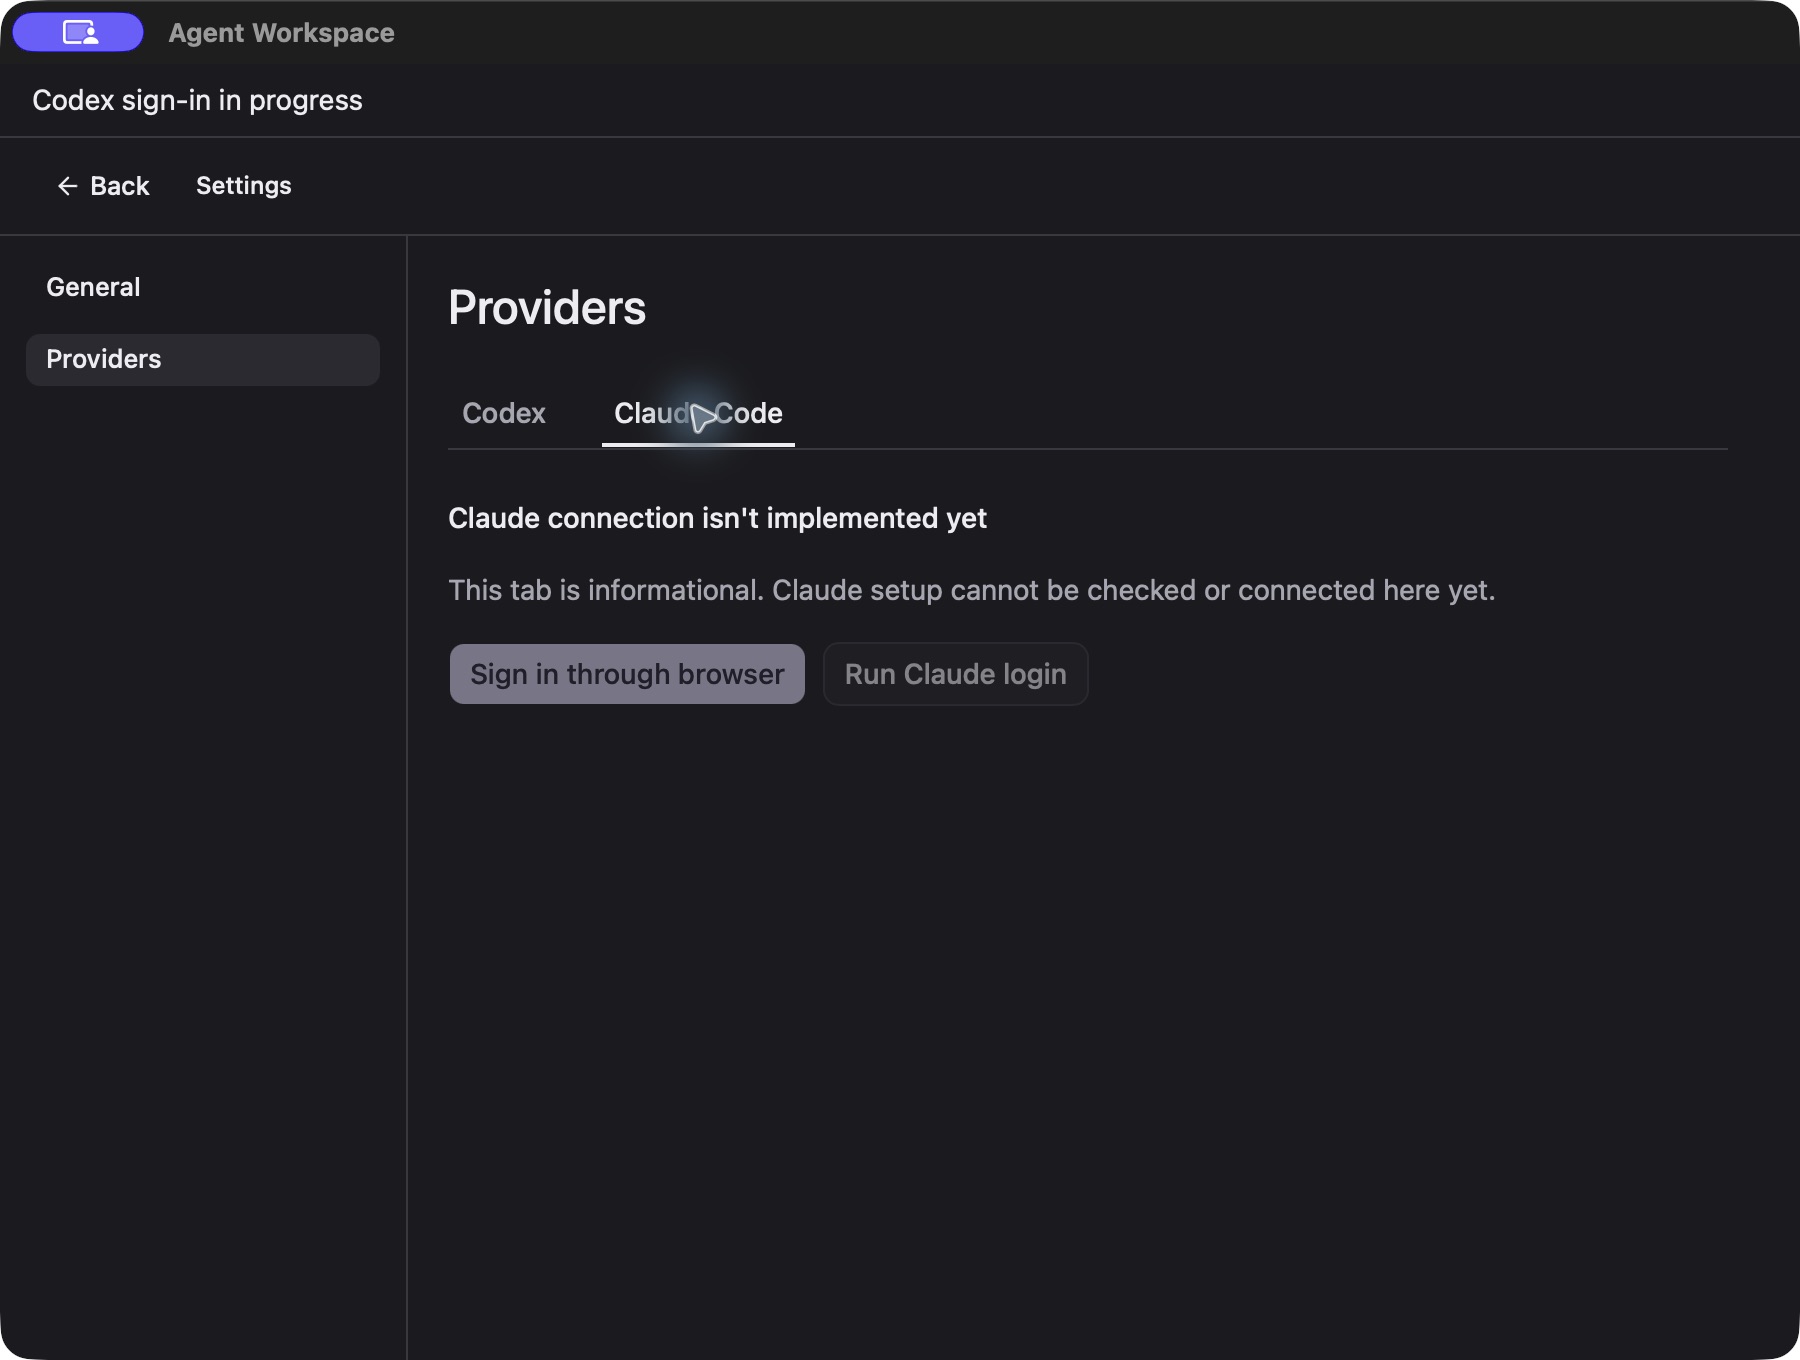 Agent Workspace
Codex sign-in in progress
Back
Settings
General
Providers
Providers
Codex
Claude Code
Claude connection isn't implemented yet
This tab is informational. Claude setup cannot be checked or connected here yet.
Sign in through browser
Run Claude login